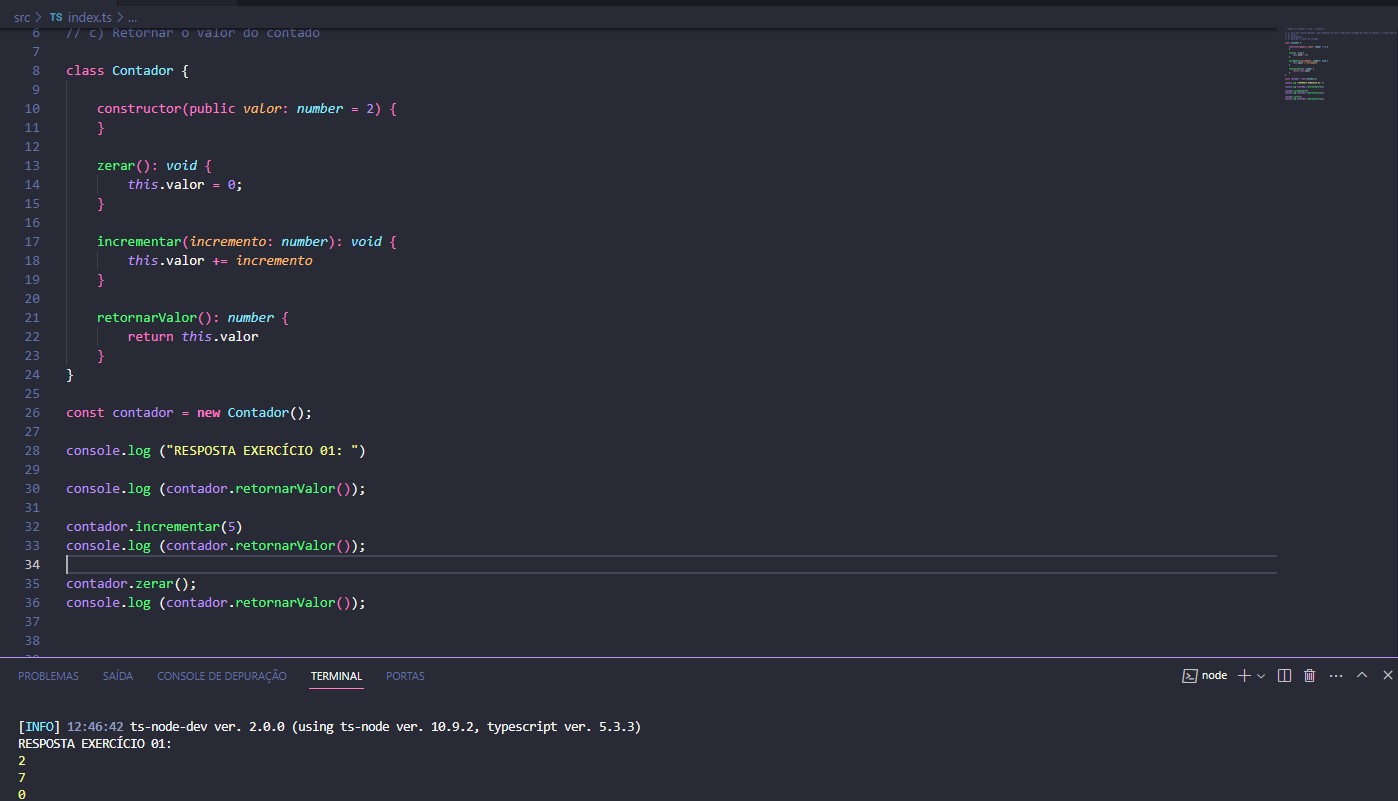 src > TS index.ts > ...
6 // c) Retornar o valor do contado
7
8 class Contador {
9
10 constructor(public valor: number = 2) {
11 }
12
13 zerar(): void {
14 this.valor = 0;
15 }
16
17 incrementar(incremento: number): void {
18 this.valor += incremento
19 }
20
21 retornarValor(): number {
22 return this.valor
23 }
24 }
25
26 const contador = new Contador();
27
28 console.log ("RESPOSTA EXERCÍCIO 01: ")
29
30 console.log (contador.retornarValor());
31
32 contador.incrementar(5)
33 console.log (contador.retornarValor());
34
35 contador.zerar();
36 console.log (contador.retornarValor());
37
38
PROBLEMAS SAÍDA CONSOLE DE DEPURAÇÃO TERMINAL PORTAS node
[INFO] 12:46:42 ts-node-dev ver. 2.0.0 (using ts-node ver. 10.9.2, typescript ver. 5.3.3)
RESPOSTA EXERCÍCIO 01:
2
7
0